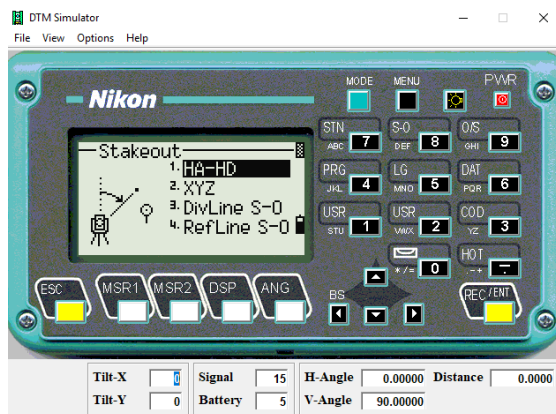 DTM Simulator
File View Options Help
MODE MENU PWR
Nikon
STN S-O O/S
ABC 7 DEF 8 GHI 9
Stakeout
1. HA-HD
2. XYZ
3. DivLine S-O
4. RefLine S-O
PRG LG DAT
JKL 4 MNO 5 PQR 6
USR USR COD
STU 1 VWX 2 YZ 3
HOT
*/= 0 .-+ -.
ESC MSR1 MSR2 DSP ANG BS REC/ENT
Tilt-X 0 Signal 15 H-Angle 0.00000 Distance 0.0000
Tilt-Y 0 Battery 5 V-Angle 90.00000